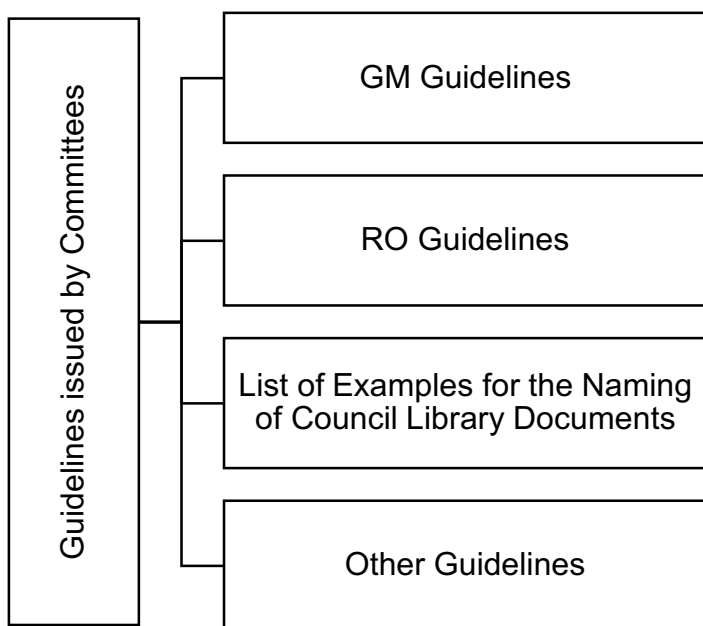 Guidelines issued by Committees
GM Guidelines
RO Guidelines
List of Examples for the Naming
of Council Library Documents
Other Guidelines